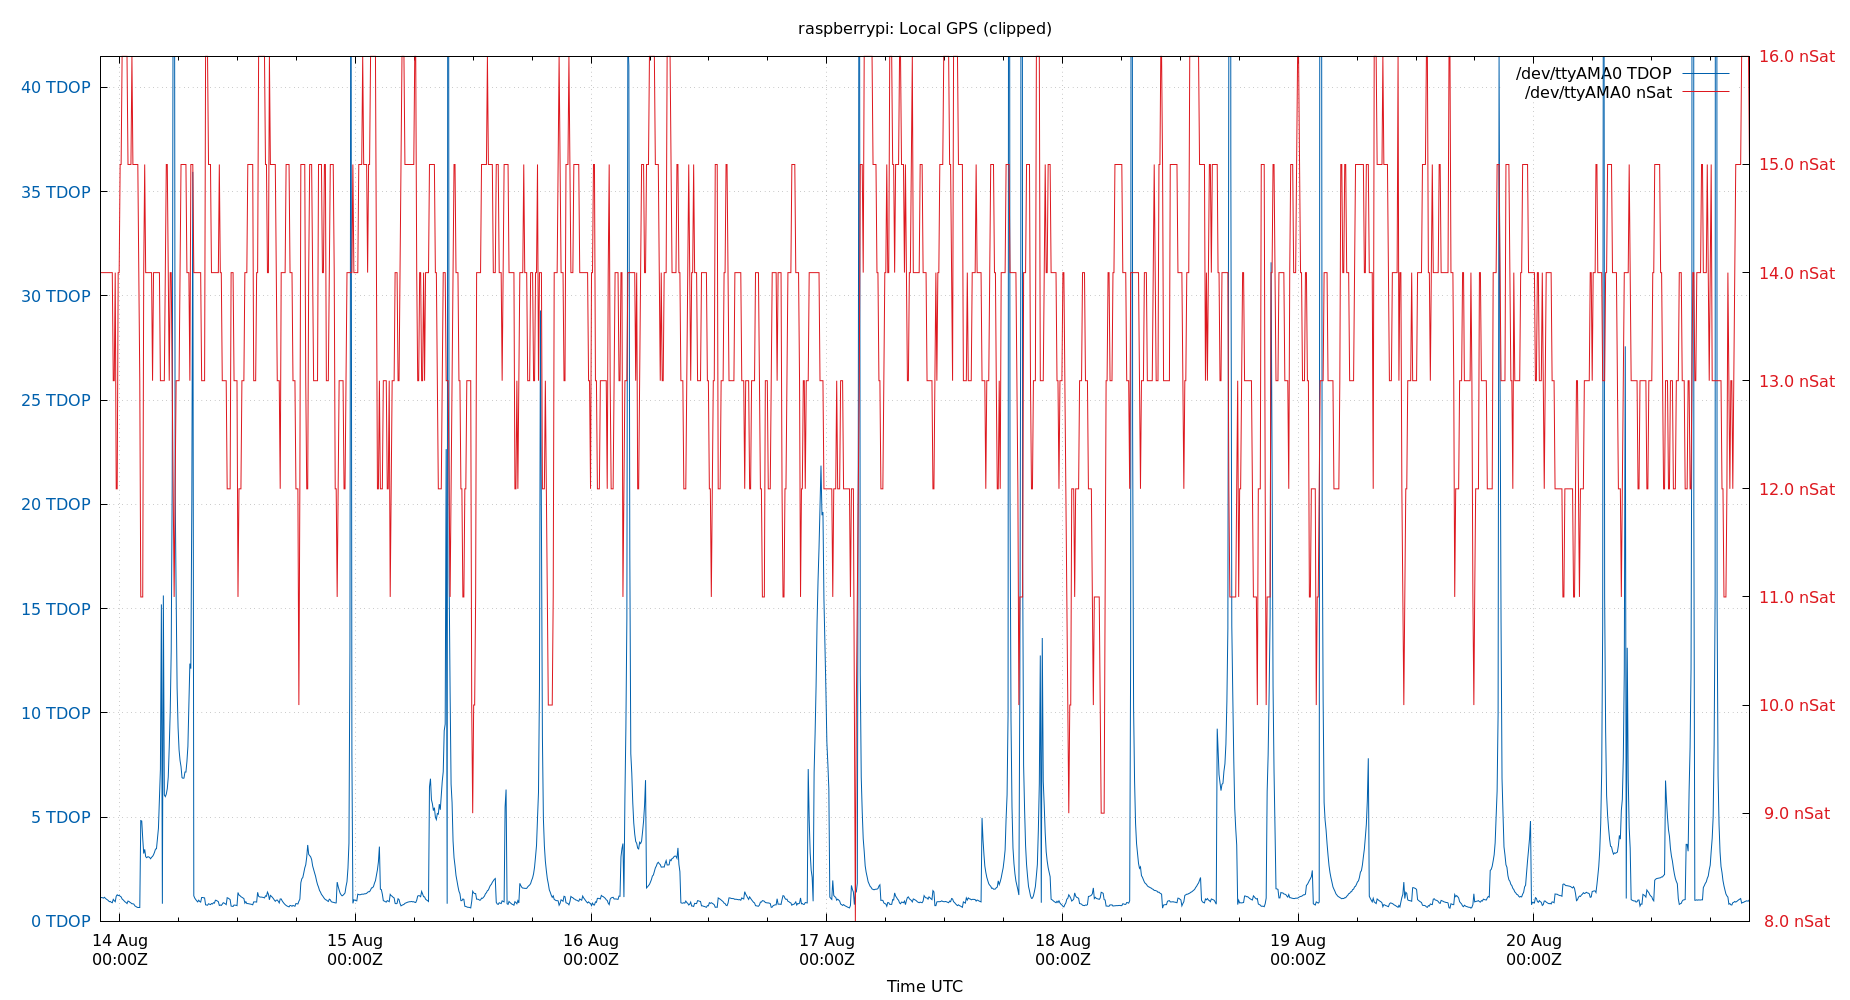 raspberrypi: Local GPS (clipped)
40 TDOP
35 TDOP
30 TDOP
25 TDOP
20 TDOP
15 TDOP
10 TDOP
5 TDOP
0 TDOP
16.0 nSat
15.0 nSat
14.0 nSat
13.0 nSat
12.0 nSat
11.0 nSat
10.0 nSat
9.0 nSat
8.0 nSat
/dev/ttyAMA0 TDOP
/dev/ttyAMA0 nSat
14 Aug 15 Aug 16 Aug 17 Aug 18 Aug 19 Aug 20 Aug
00:00Z 00:00Z 00:00Z 00:00Z 00:00Z 00:00Z 00:00Z
Time UTC